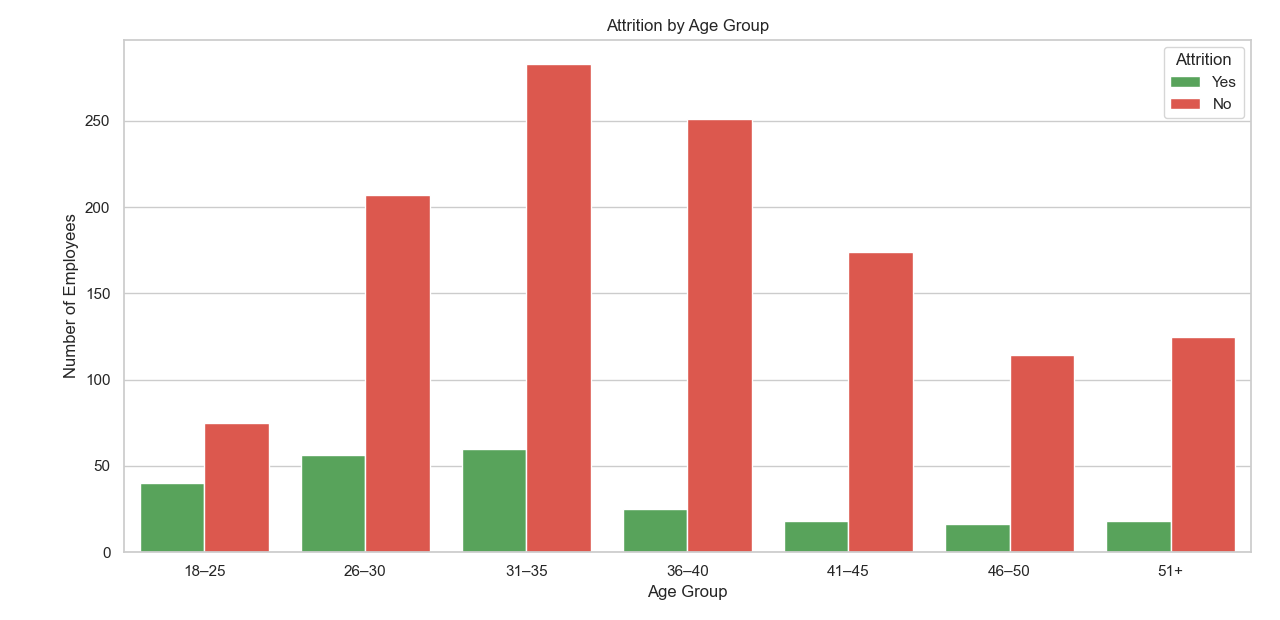 Attrition by Age Group
Attrition
Yes
No
250
200
150
100
50
0
Number of Employees
18–25
26–30
31–35
36–40
41–45
46–50
51+
Age Group